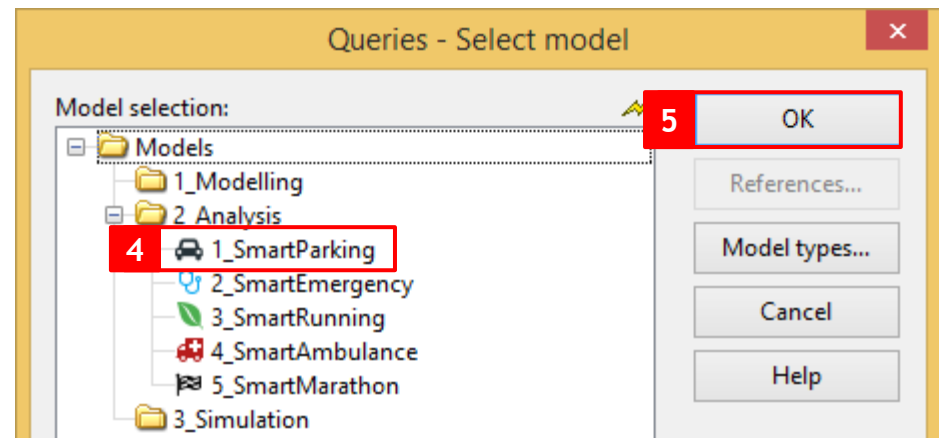 Queries - Select model
Model selection:
5 OK
Models
1_Modelling
References...
2_Analysis
4 1_SmartParking
Model types...
2_SmartEmergency
3_SmartRunning
Cancel
4_SmartAmbulance
5_SmartMarathon
Help
3_Simulation